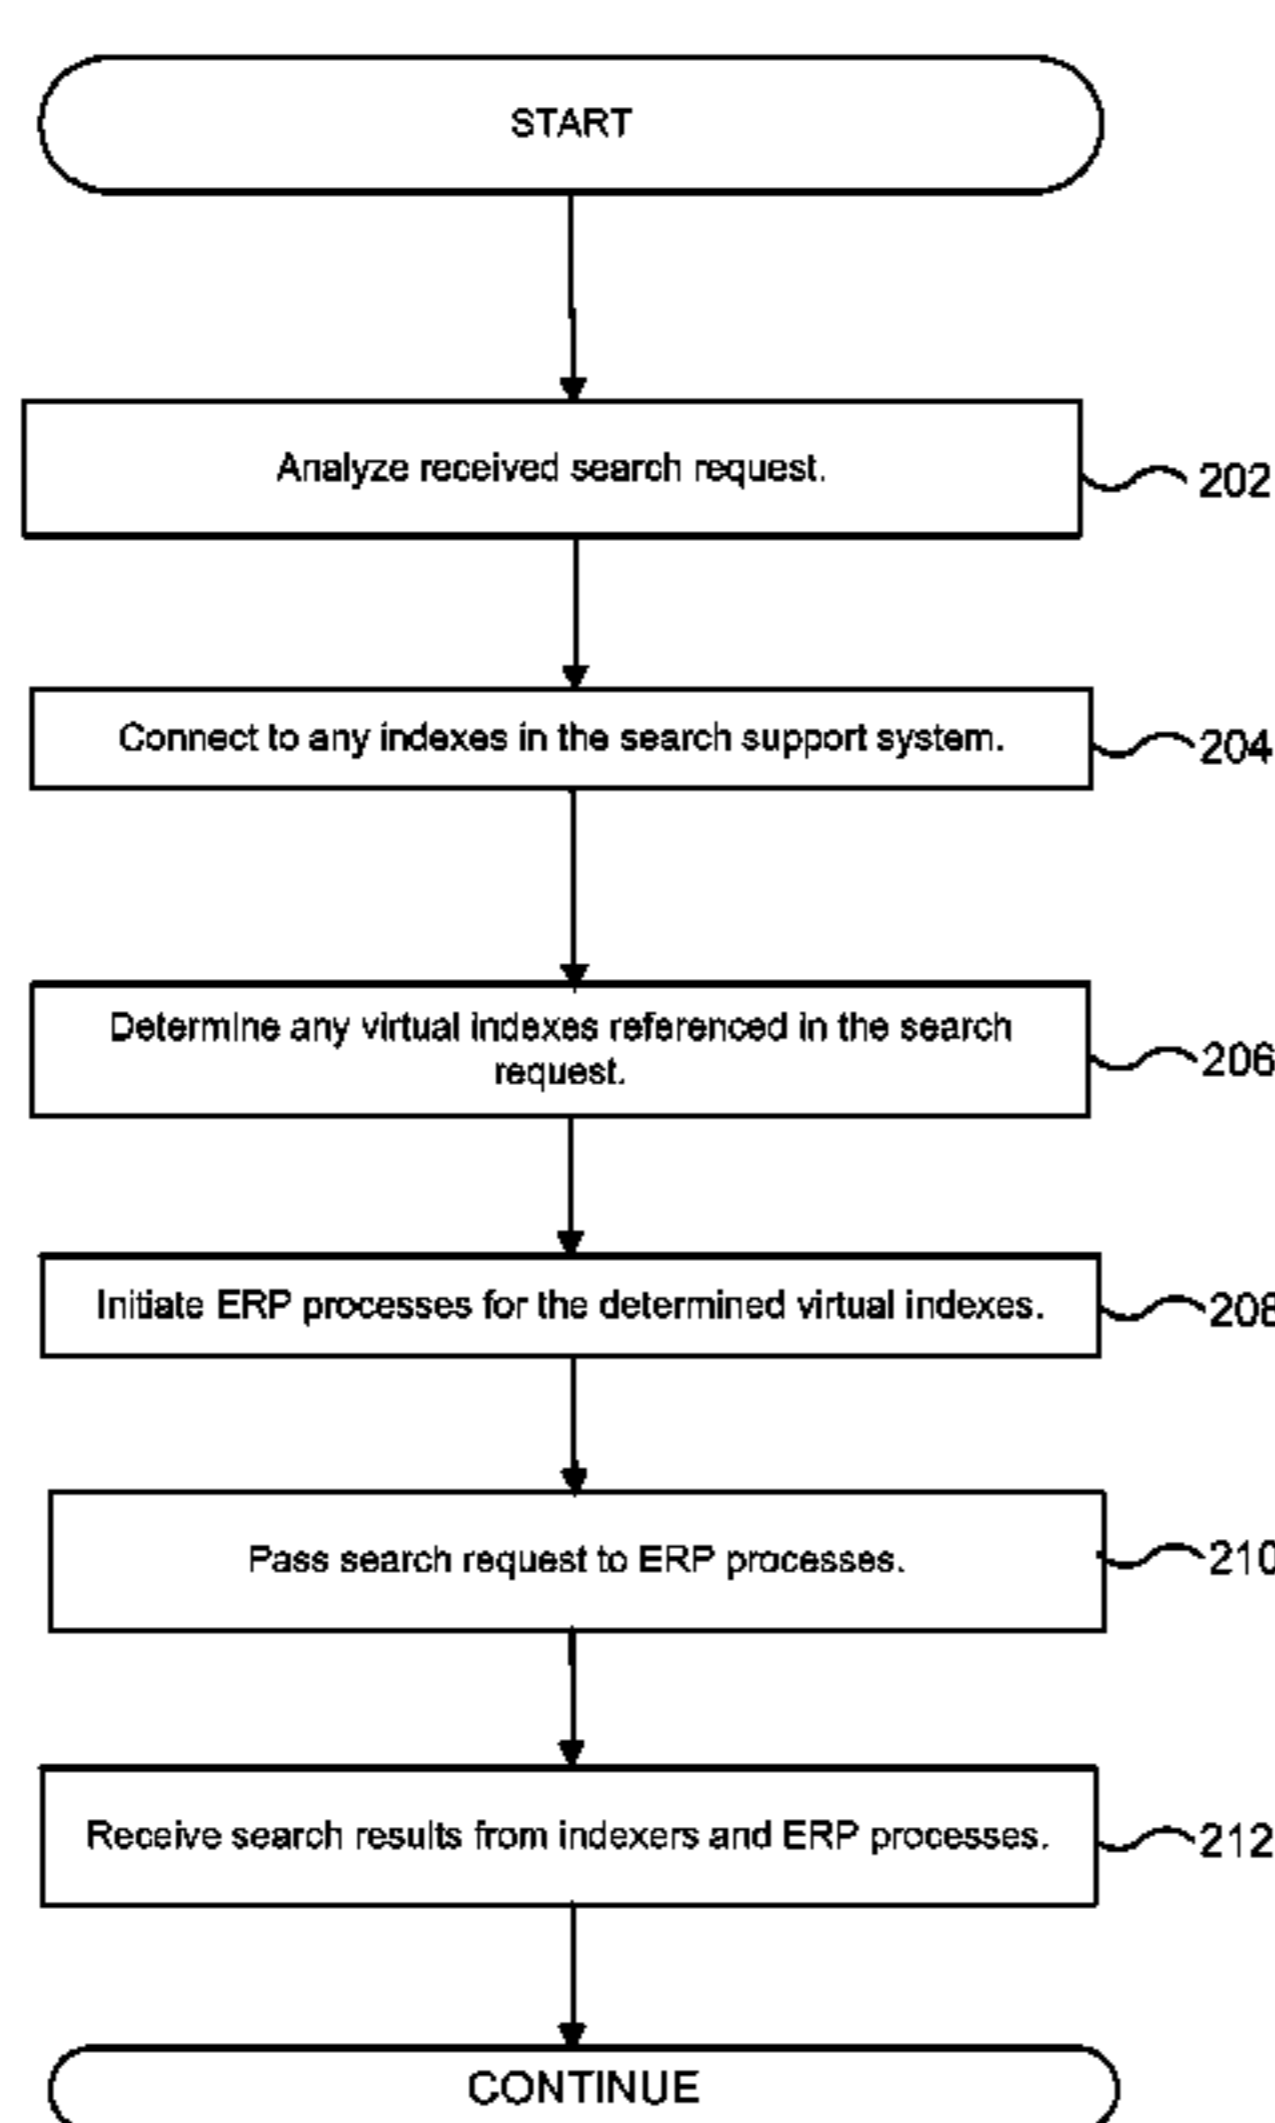 START
Analyze received search request.
202
Connect to any indexes in the search support system.
204
Determine any virtual indexes referenced in the search
request.
206
Initiate ERP processes for the determined virtual indexes.
208
Pass search request to ERP processes.
210
Receive search results from indexers and ERP processes.
212
CONTINUE